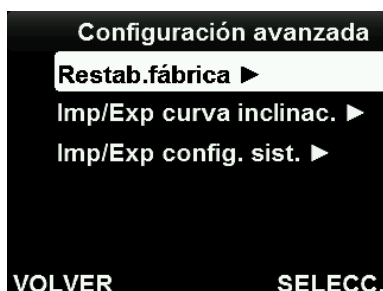 Configuración avanzada
Restab.fábrica ►
Imp/Exp curva inclinac. ►
Imp/Exp config. sist. ►
VOLVER SELECC.